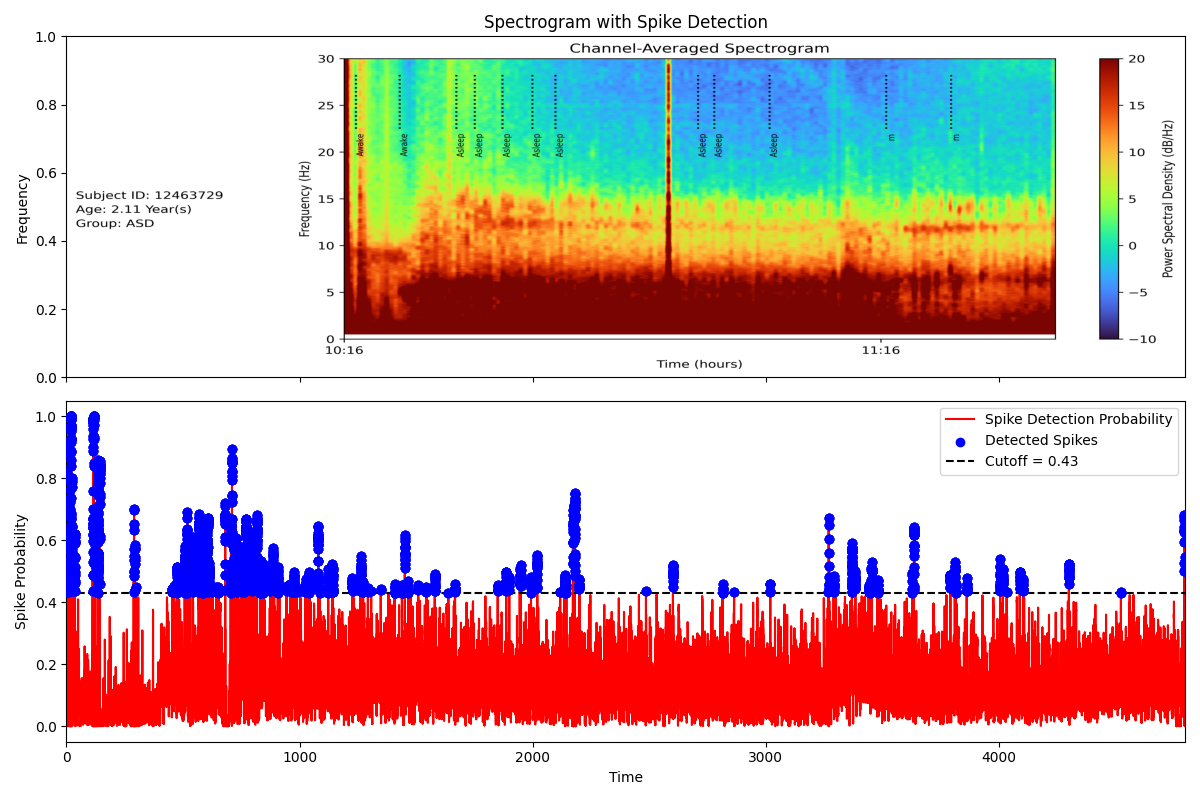 Spectrogram with Spike Detection
Channel-Averaged Spectrogram
Frequency
1.0
0.8
0.6
0.4
0.2
0.0
Subject ID: 12463729
Age: 2.11 Year(s)
Group: ASD
Frequency (Hz)
30
25
20
15
10
5
0
Awake
Awake
Asleep
Asleep
Asleep
Asleep
Asleep
Asleep
Asleep
Asleep
m
m
10:16
11:16
Time (hours)
20
15
10
5
0
−5
−10
Power Spectral Density (dB/Hz)
Spike Probability
1.0
0.8
0.6
0.4
0.2
0.0
Spike Detection Probability
Detected Spikes
Cutoff = 0.43
0
1000
2000
3000
4000
Time